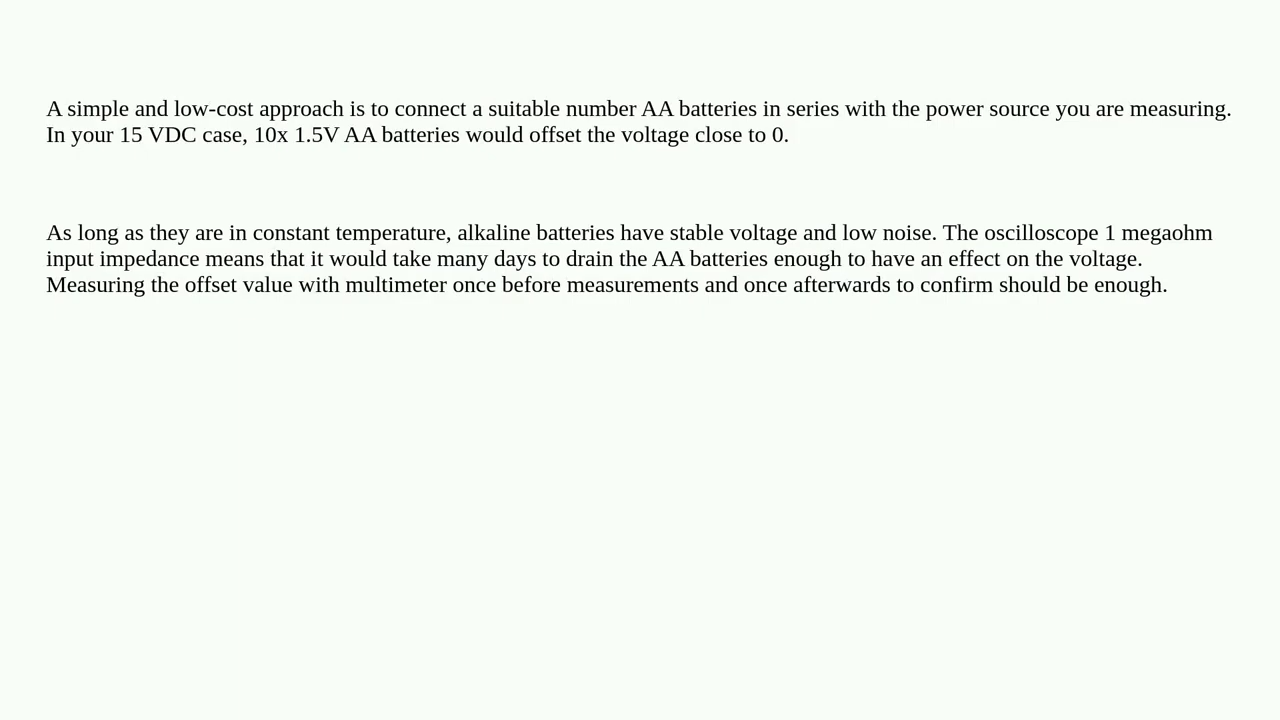 A simple and low-cost approach is to connect a suitable number AA batteries in series with the power source you are measuring.
In your 15 VDC case, 10x 1.5V AA batteries would offset the voltage close to 0.
As long as they are in constant temperature, alkaline batteries have stable voltage and low noise. The oscilloscope 1 megaohm
input impedance means that it would take many days to drain the AA batteries enough to have an effect on the voltage.
Measuring the offset value with multimeter once before measurements and once afterwards to confirm should be enough.